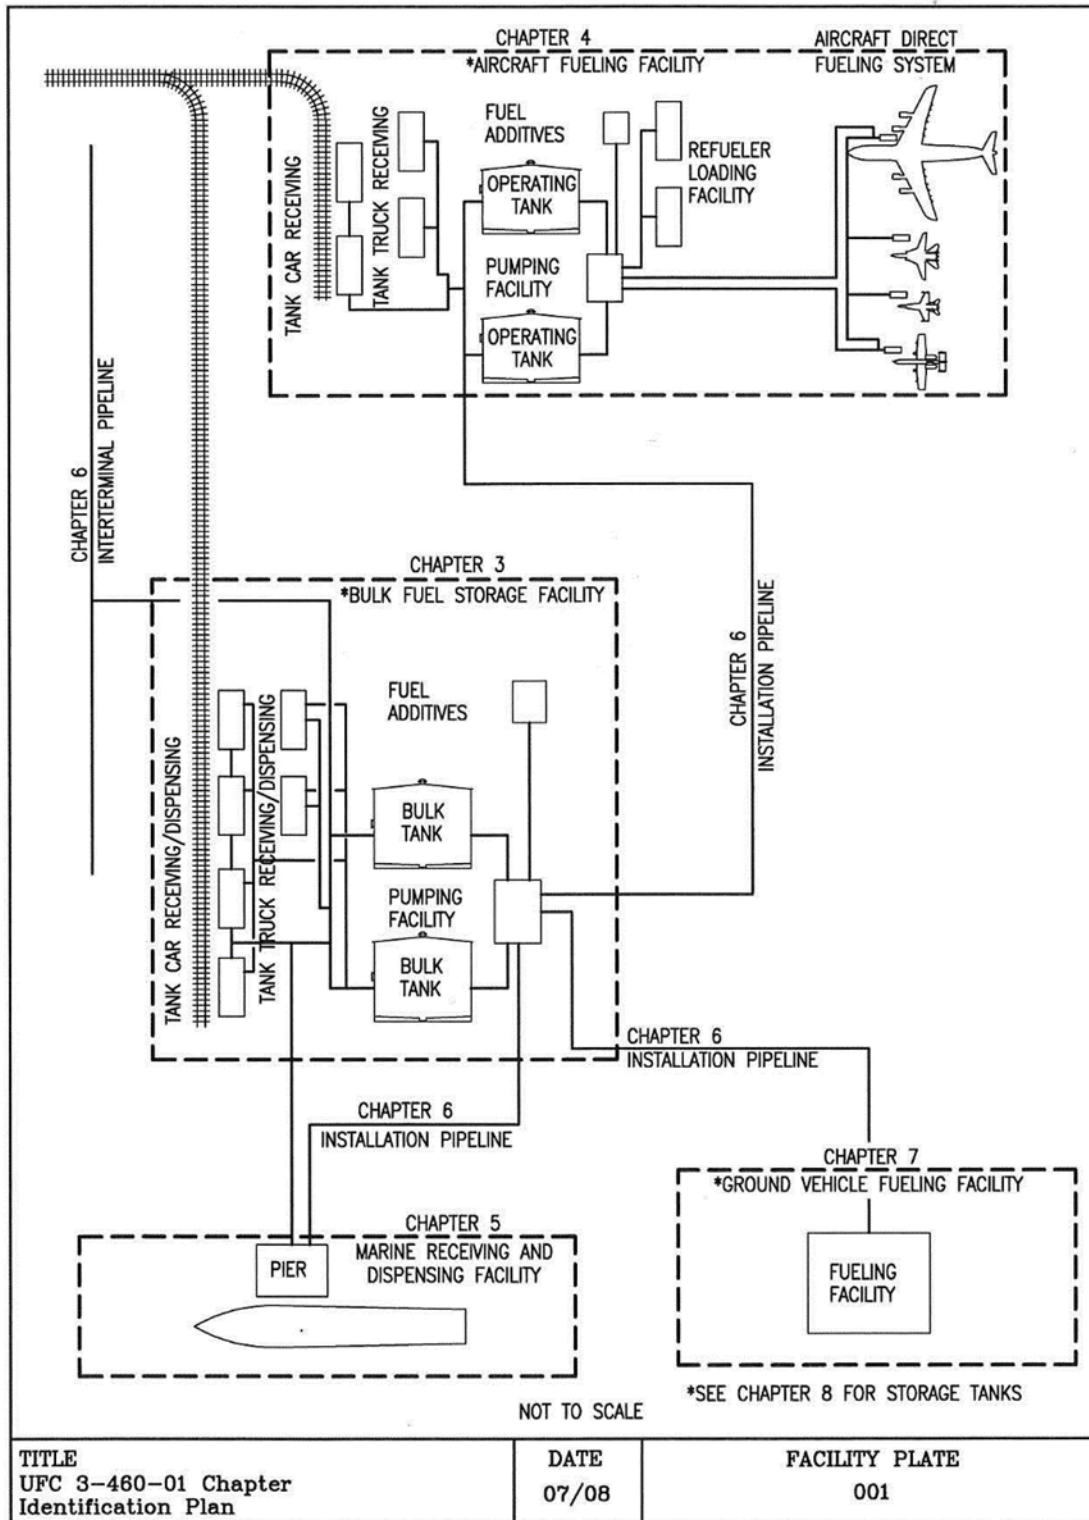 CHAPTER 4
*AIRCRAFT FUELING FACILITY
AIRCRAFT DIRECT
FUELING SYSTEM
TANK CAR RECEIVING
TANK TRUCK RECEIVING
FUEL
ADDITIVES
OPERATING
TANK
REFUELER
LOADING
FACILITY
PUMPING
FACILITY
OPERATING
TANK
CHAPTER 6
INTERTERMINAL PIPELINE
CHAPTER 3
*BULK FUEL STORAGE FACILITY
CHAPTER 6
INSTALLATION PIPELINE
TANK CAR RECEIVING/DISPENSING
TANK TRUCK RECEIVING/DISPENSING
FUEL
ADDITIVES
BULK
TANK
PUMPING
FACILITY
BULK
TANK
CHAPTER 6
INSTALLATION PIPELINE
CHAPTER 6
INSTALLATION PIPELINE
CHAPTER 7
*GROUND VEHICLE FUELING FACILITY
FUELING
FACILITY
CHAPTER 5
MARINE RECEIVING AND
DISPENSING FACILITY
PIER
*SEE CHAPTER 8 FOR STORAGE TANKS
NOT TO SCALE
TITLE
UFC 3-460-01 Chapter
Identification Plan
DATE
07/08
FACILITY PLATE
001